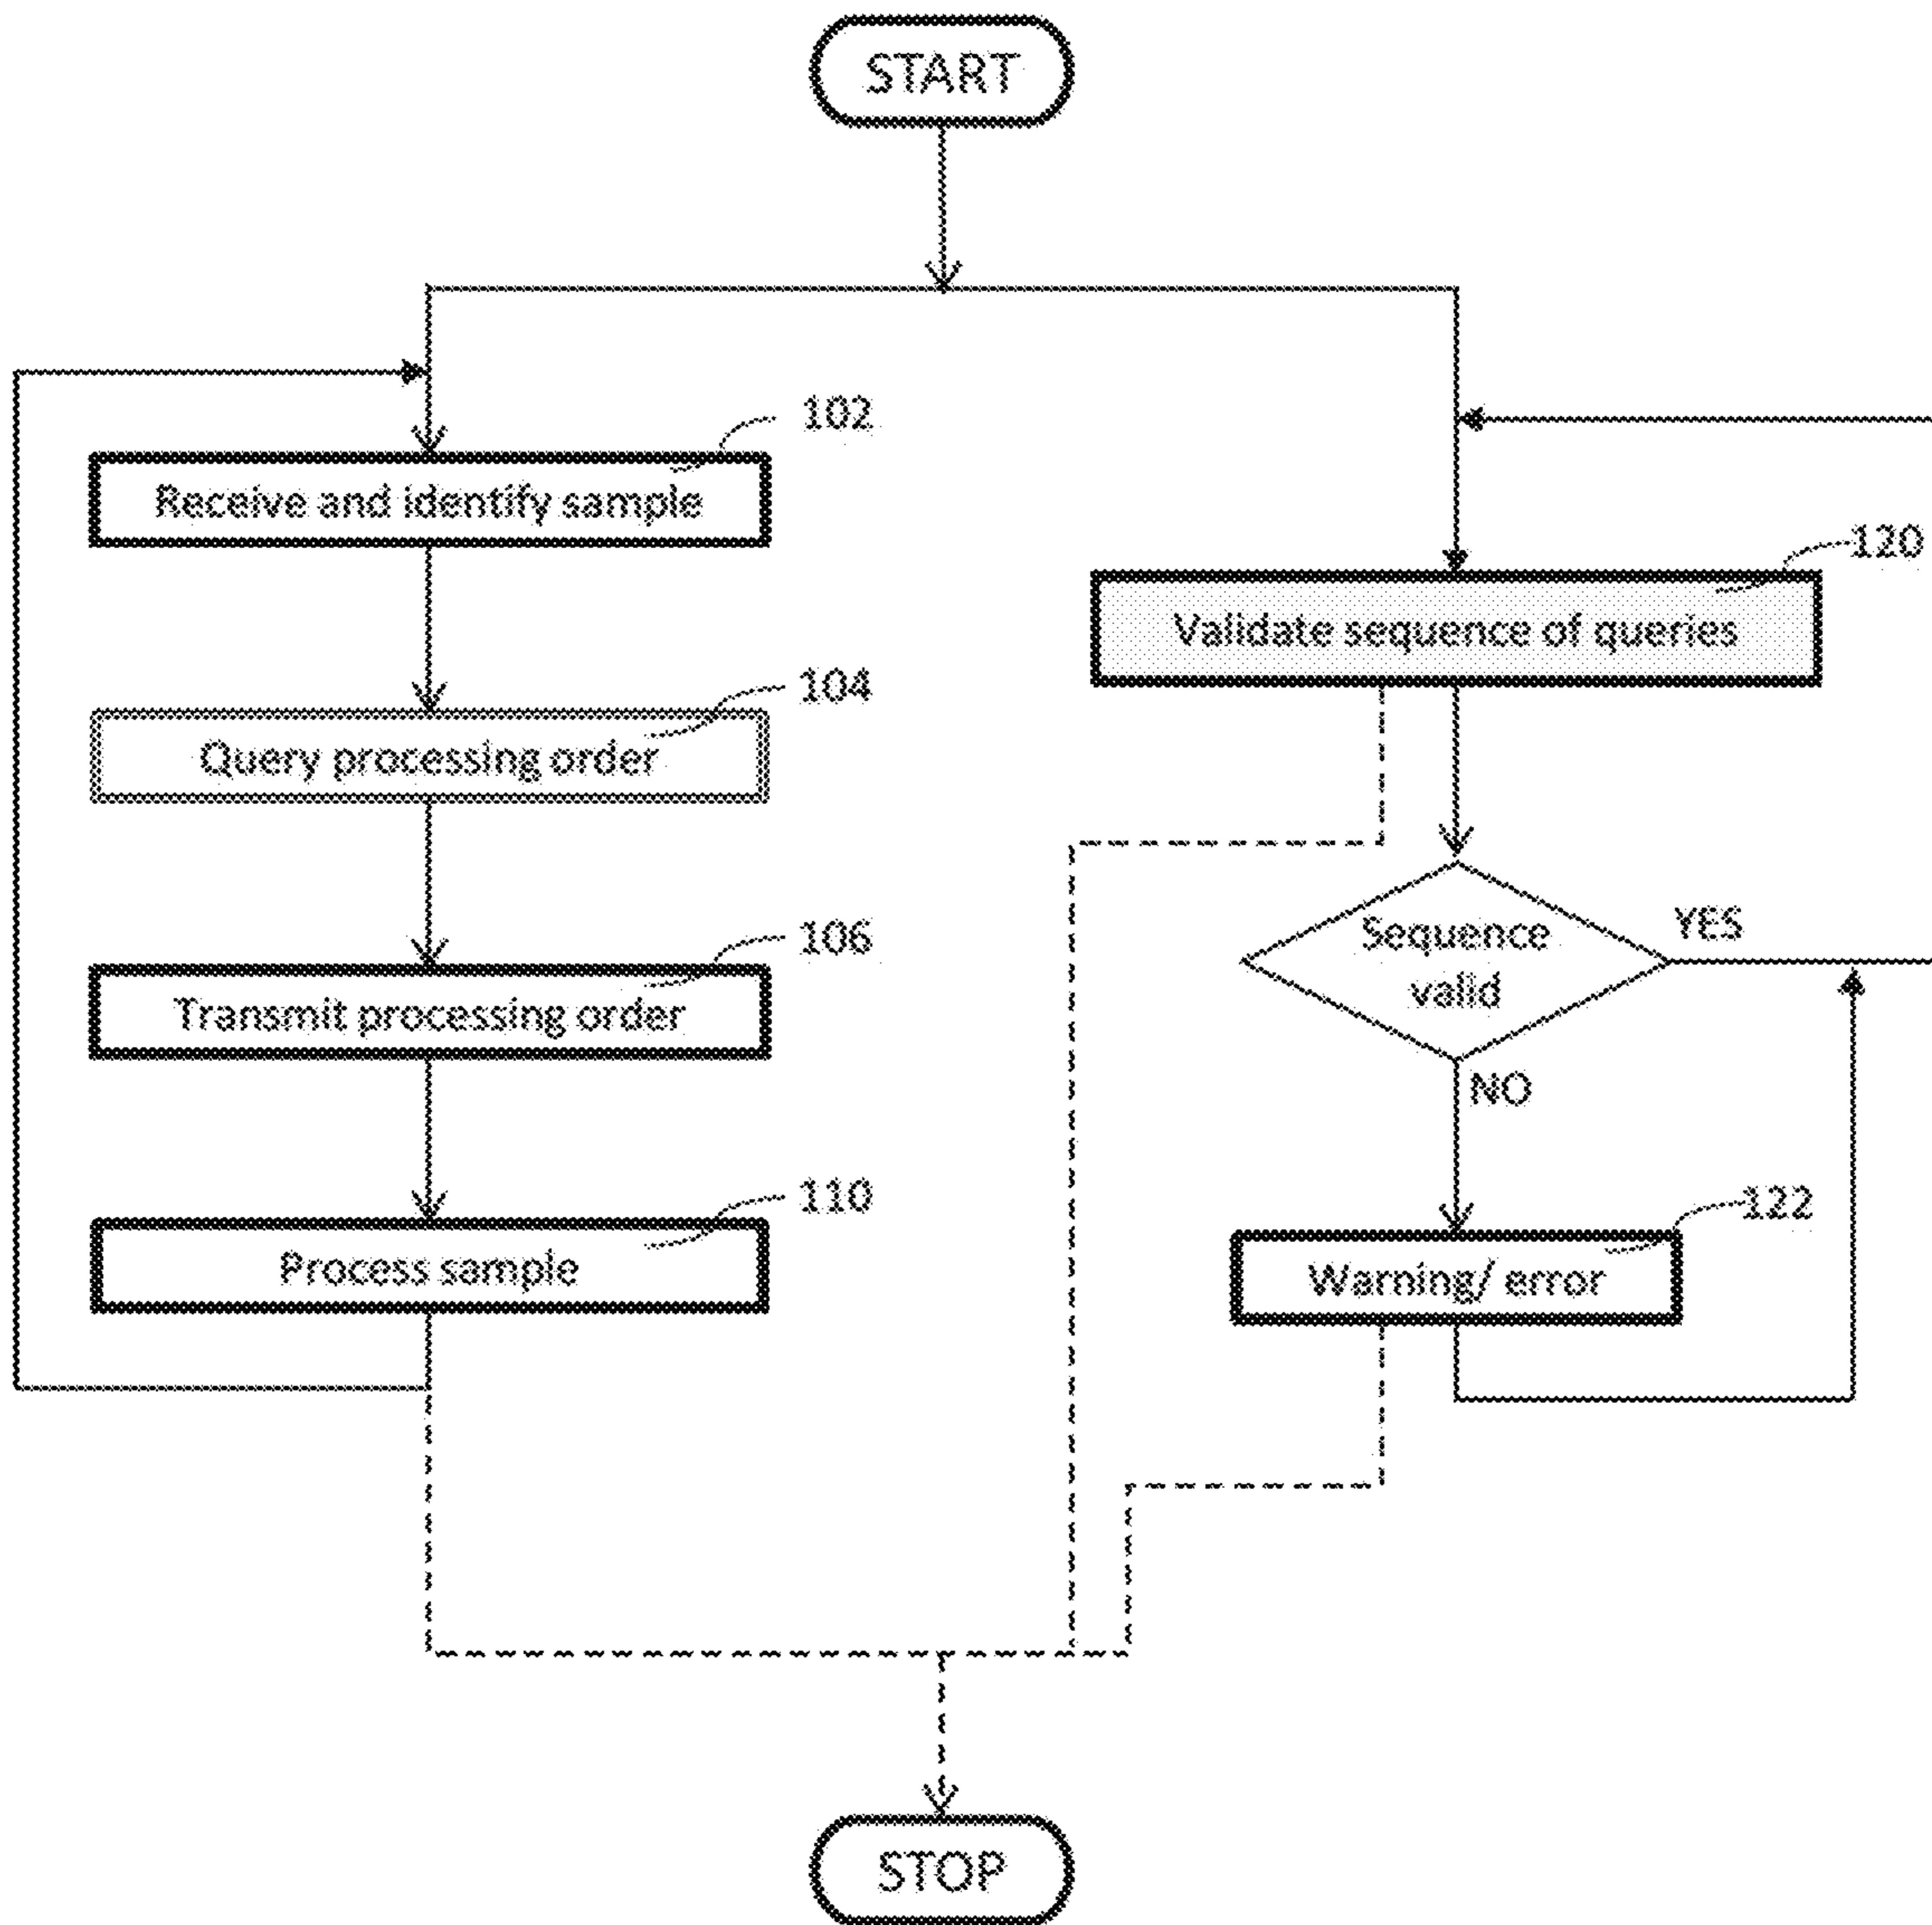 START
102
Receive and identify sample
104
Query processing order
106
Transmit processing order
110
Process sample
120
Validate sequence of queries
Sequence
valid
YES
NO
122
Warning/ error
STOP